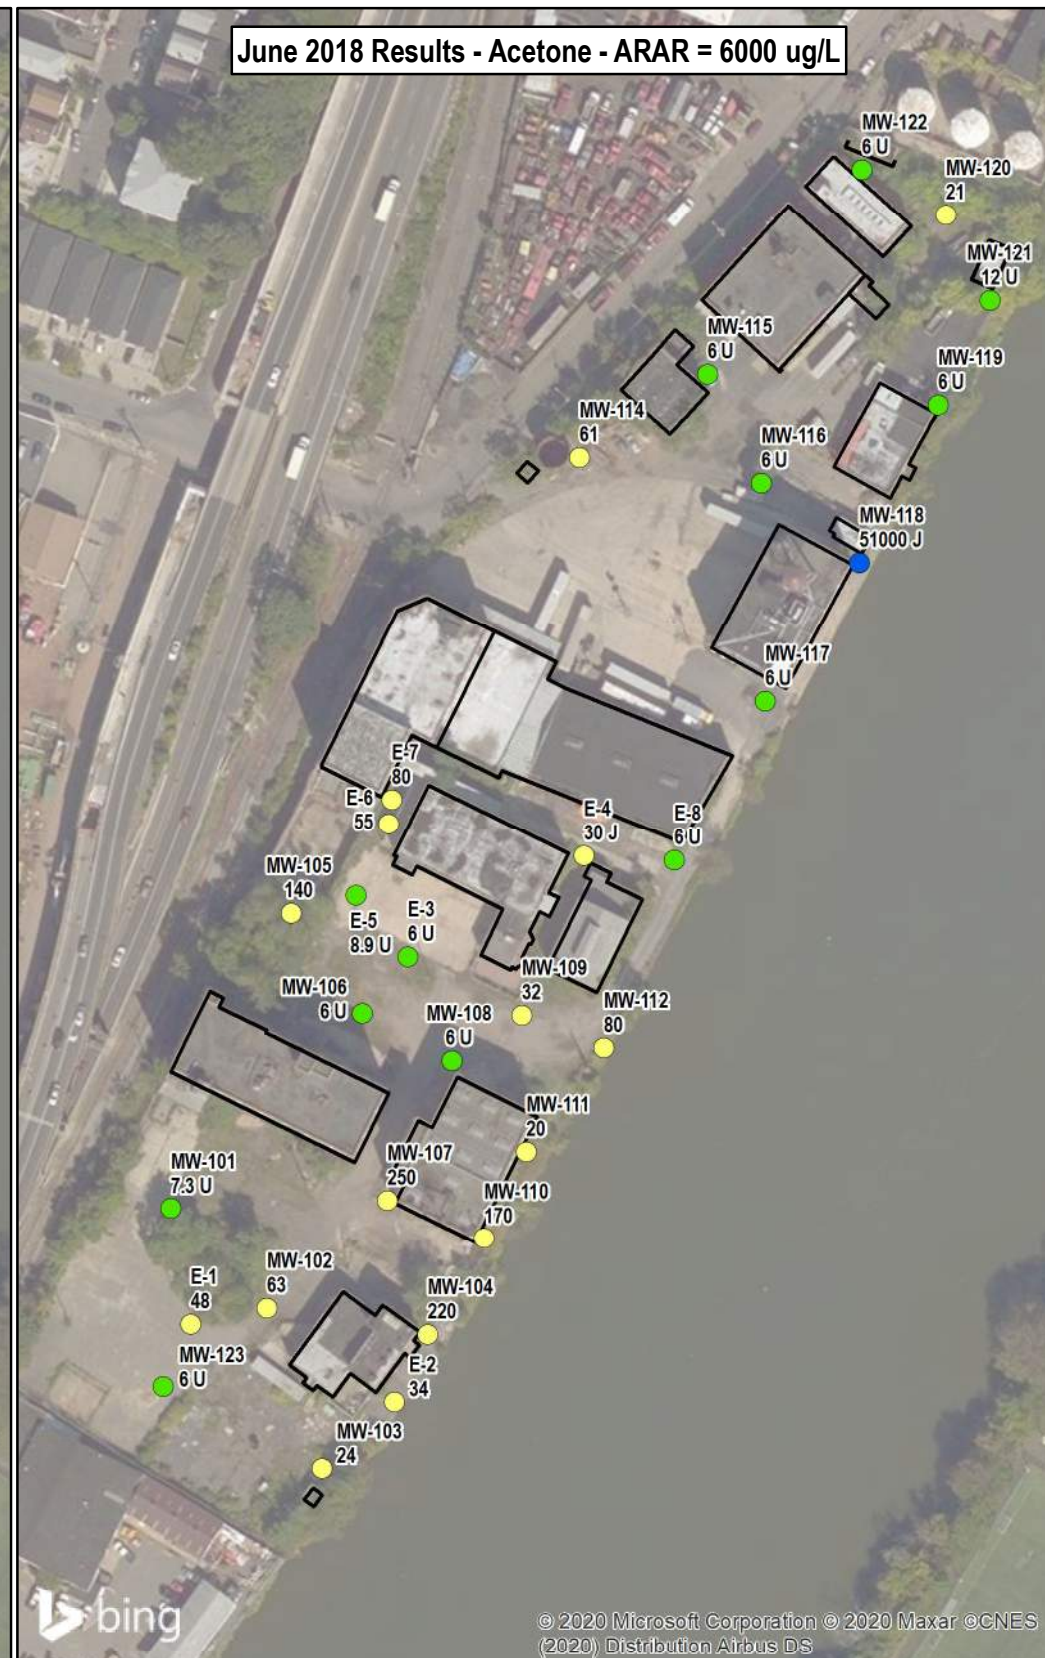 June 2018 Results - Acetone - ARAR = 6000 ug/L
MW-122
6 U
MW-120
21
MW-121
12 U
MW-115
6 U
MW-119
6 U
MW-114
61
MW-116
6 U
MW-118
51000 J
MW-117
6 U
E-7
80
E-6
55
E-4
30 J
E-8
6 U
MW-105
140
E-5
8.9 U
E-3
6 U
MW-109
32
MW-106
6 U
MW-108
6 U
MW-112
80
MW-111
20
MW-107
250
MW-101
7.3 U
MW-110
170
MW-102
63
E-1
48
MW-104
220
MW-123
6 U
E-2
34
MW-103
24
bing
© 2020 Microsoft Corporation © 2020 Maxar ©CNES
(2020) Distribution Airbus DS